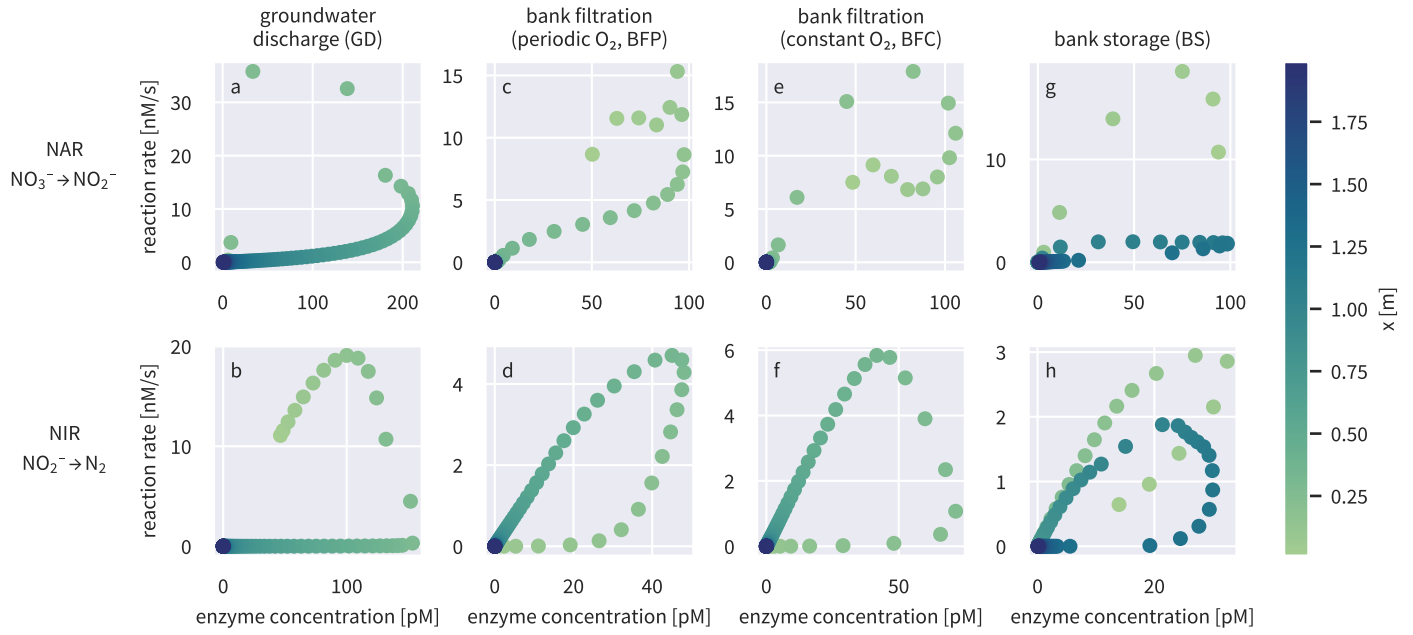 groundwater
discharge (GD)
bank filtration
(periodic O₂, BFP)
bank filtration
(constant O₂, BFC)
bank storage (BS)
NAR
NO₃⁻→NO₂⁻
reaction rate [nM/s]
a
30
20
10
0
0 100 200
c
15
10
5
0
0 50 100
e
15
10
5
0
0 50 100
g
10
0
0 50 100
NIR
NO₂⁻→N₂
reaction rate [nM/s]
b
20
10
0
0 100
enzyme concentration [pM]
d
4
2
0
0 20 40
enzyme concentration [pM]
f
6
4
2
0
0 50
enzyme concentration [pM]
h
3
2
1
0
0 20
enzyme concentration [pM]
1.75
1.50
1.25
1.00
0.75
0.50
0.25
x [m]